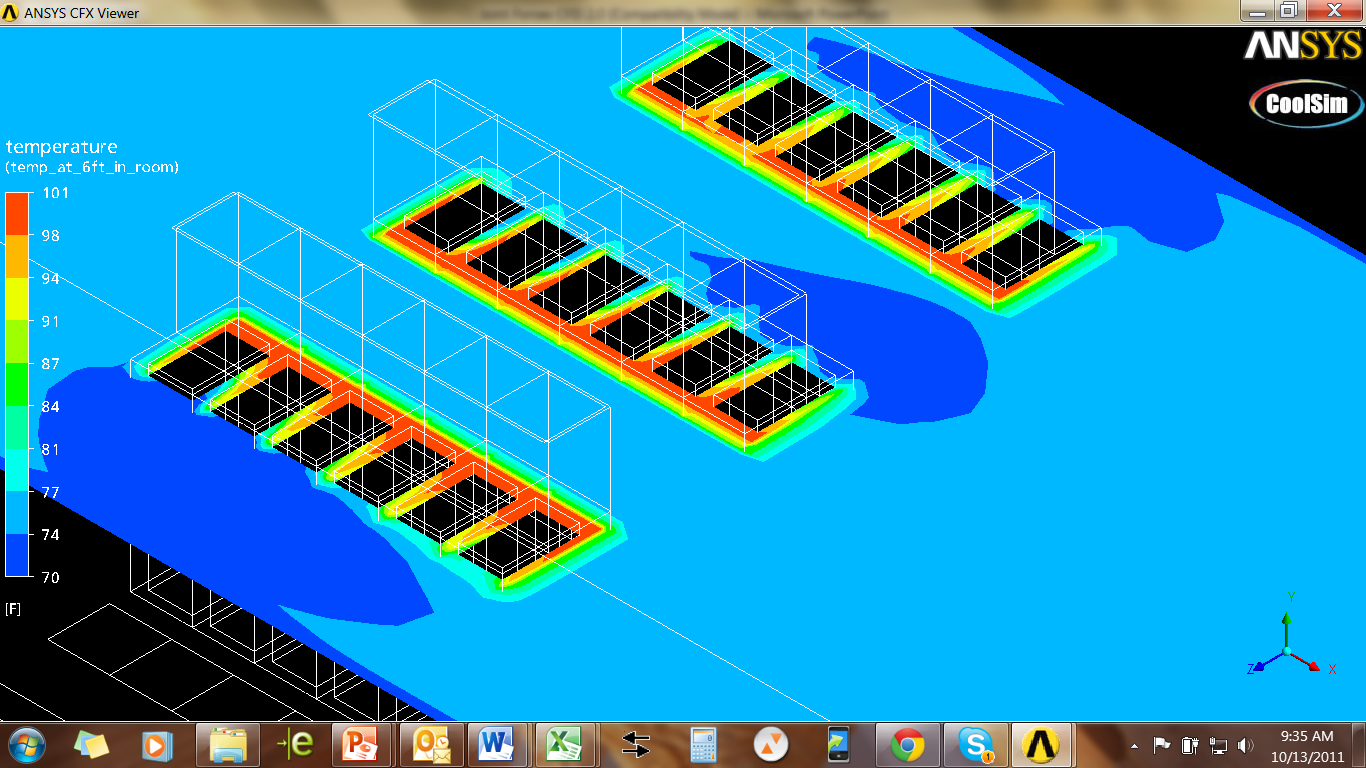 ANSYS CFX Viewer
ANSYS
CoolSim
temperature
(temp_at_6ft_in_room)
101
98
94
91
87
84
81
77
74
70
[F]
Y
Z
X
9:35 AM
10/13/2011
1